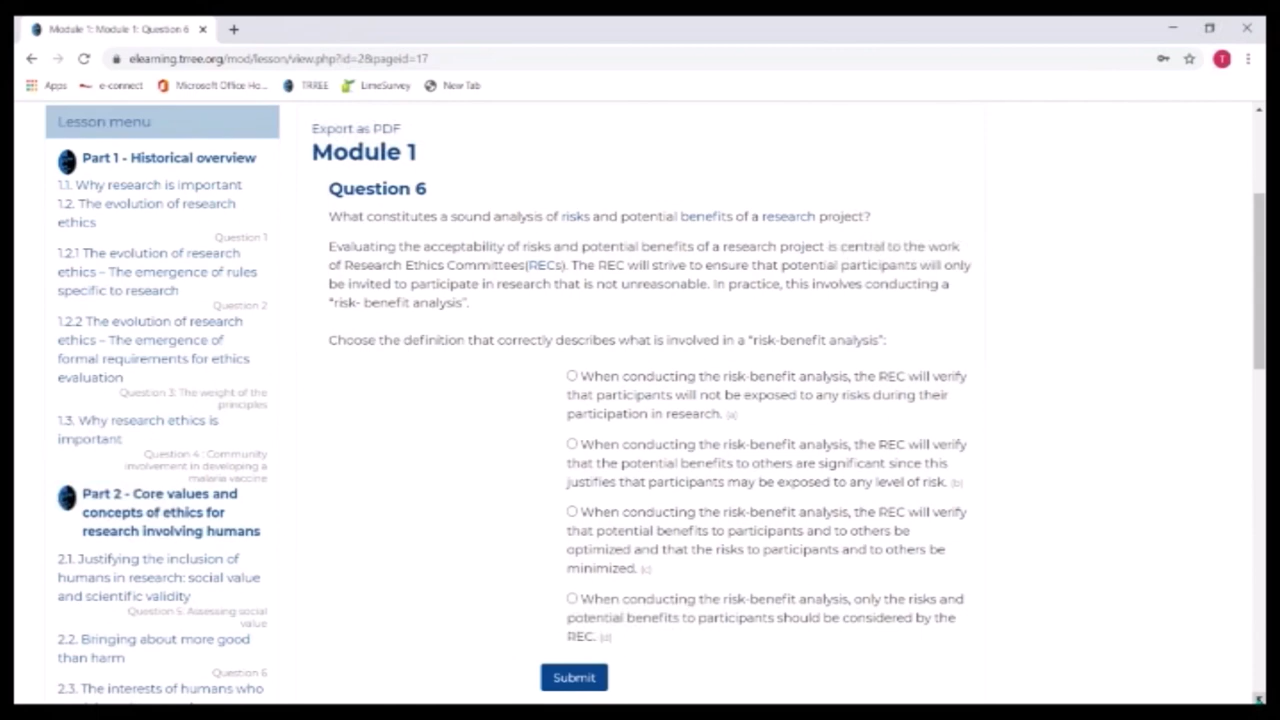 Module 1: Module 1: Question 6
elearning.trree.org/mod/lesson/view.php?id=2&pageid=17
T
Apps
e-connect
Microsoft Office Ho...
TRREE
LimeSurvey
New Tab
Lesson menu
Part 1 - Historical overview
1.1. Why research is important
1.2. The evolution of research
ethics
Question 1
1.2.1 The evolution of research
ethics – The emergence of rules
specific to research
Question 2
1.2.2 The evolution of research
ethics – The emergence of
formal requirements for ethics
evaluation
Question 3: The weight of the
principles
1.3. Why research ethics is
important
Question 4 : Community
involvement in developing a
malaria vaccine
Part 2 - Core values and
concepts of ethics for
research involving humans
2.1. Justifying the inclusion of
humans in research: social value
and scientific validity
Question 5: Assessing social
value
2.2. Bringing about more good
than harm
Question 6
2.3. The interests of humans who
Export as PDF
Module 1
Question 6
What constitutes a sound analysis of risks and potential benefits of a research project?
Evaluating the acceptability of risks and potential benefits of a research project is central to the work
of Research Ethics Committees(RECs). The REC will strive to ensure that potential participants will only
be invited to participate in research that is not unreasonable. In practice, this involves conducting a
“risk- benefit analysis”.
Choose the definition that correctly describes what is involved in a “risk-benefit analysis”:
When conducting the risk-benefit analysis, the REC will verify
that participants will not be exposed to any risks during their
participation in research. (a)
When conducting the risk-benefit analysis, the REC will verify
that the potential benefits to others are significant since this
justifies that participants may be exposed to any level of risk. (b)
When conducting the risk-benefit analysis, the REC will verify
that potential benefits to participants and to others be
optimized and that the risks to participants and to others be
minimized. (c)
When conducting the risk-benefit analysis, only the risks and
potential benefits to participants should be considered by the
REC. (d)
Submit